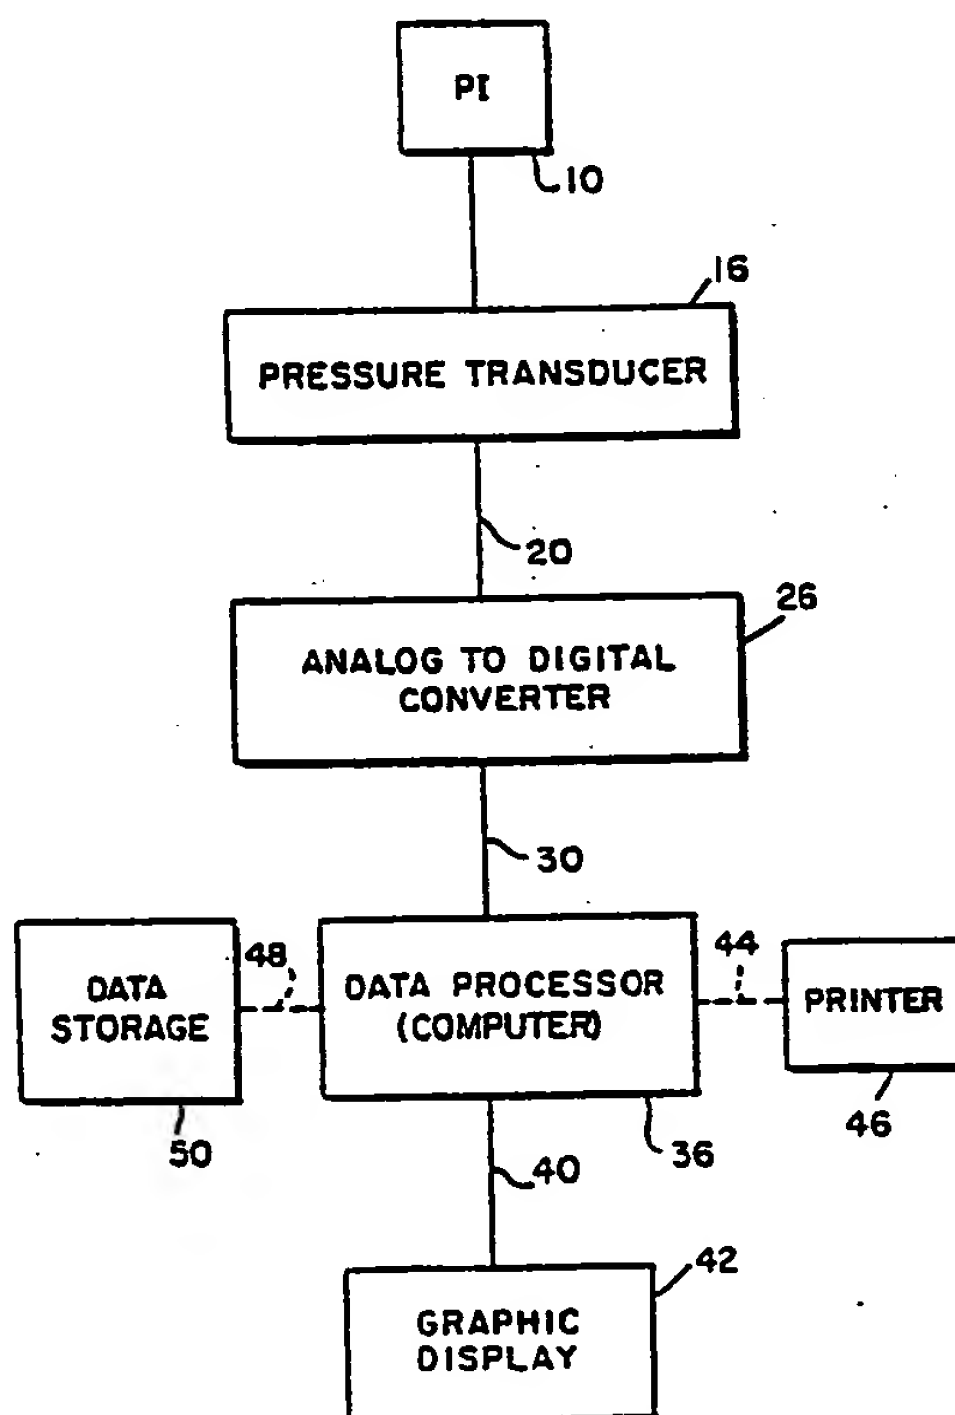 PI
10
16
PRESSURE TRANSDUCER
20
26
ANALOG TO DIGITAL
CONVERTER
30
48
44
DATA
STORAGE
DATA PROCESSOR
(COMPUTER)
PRINTER
50
36
46
40
42
GRAPHIC
DISPLAY